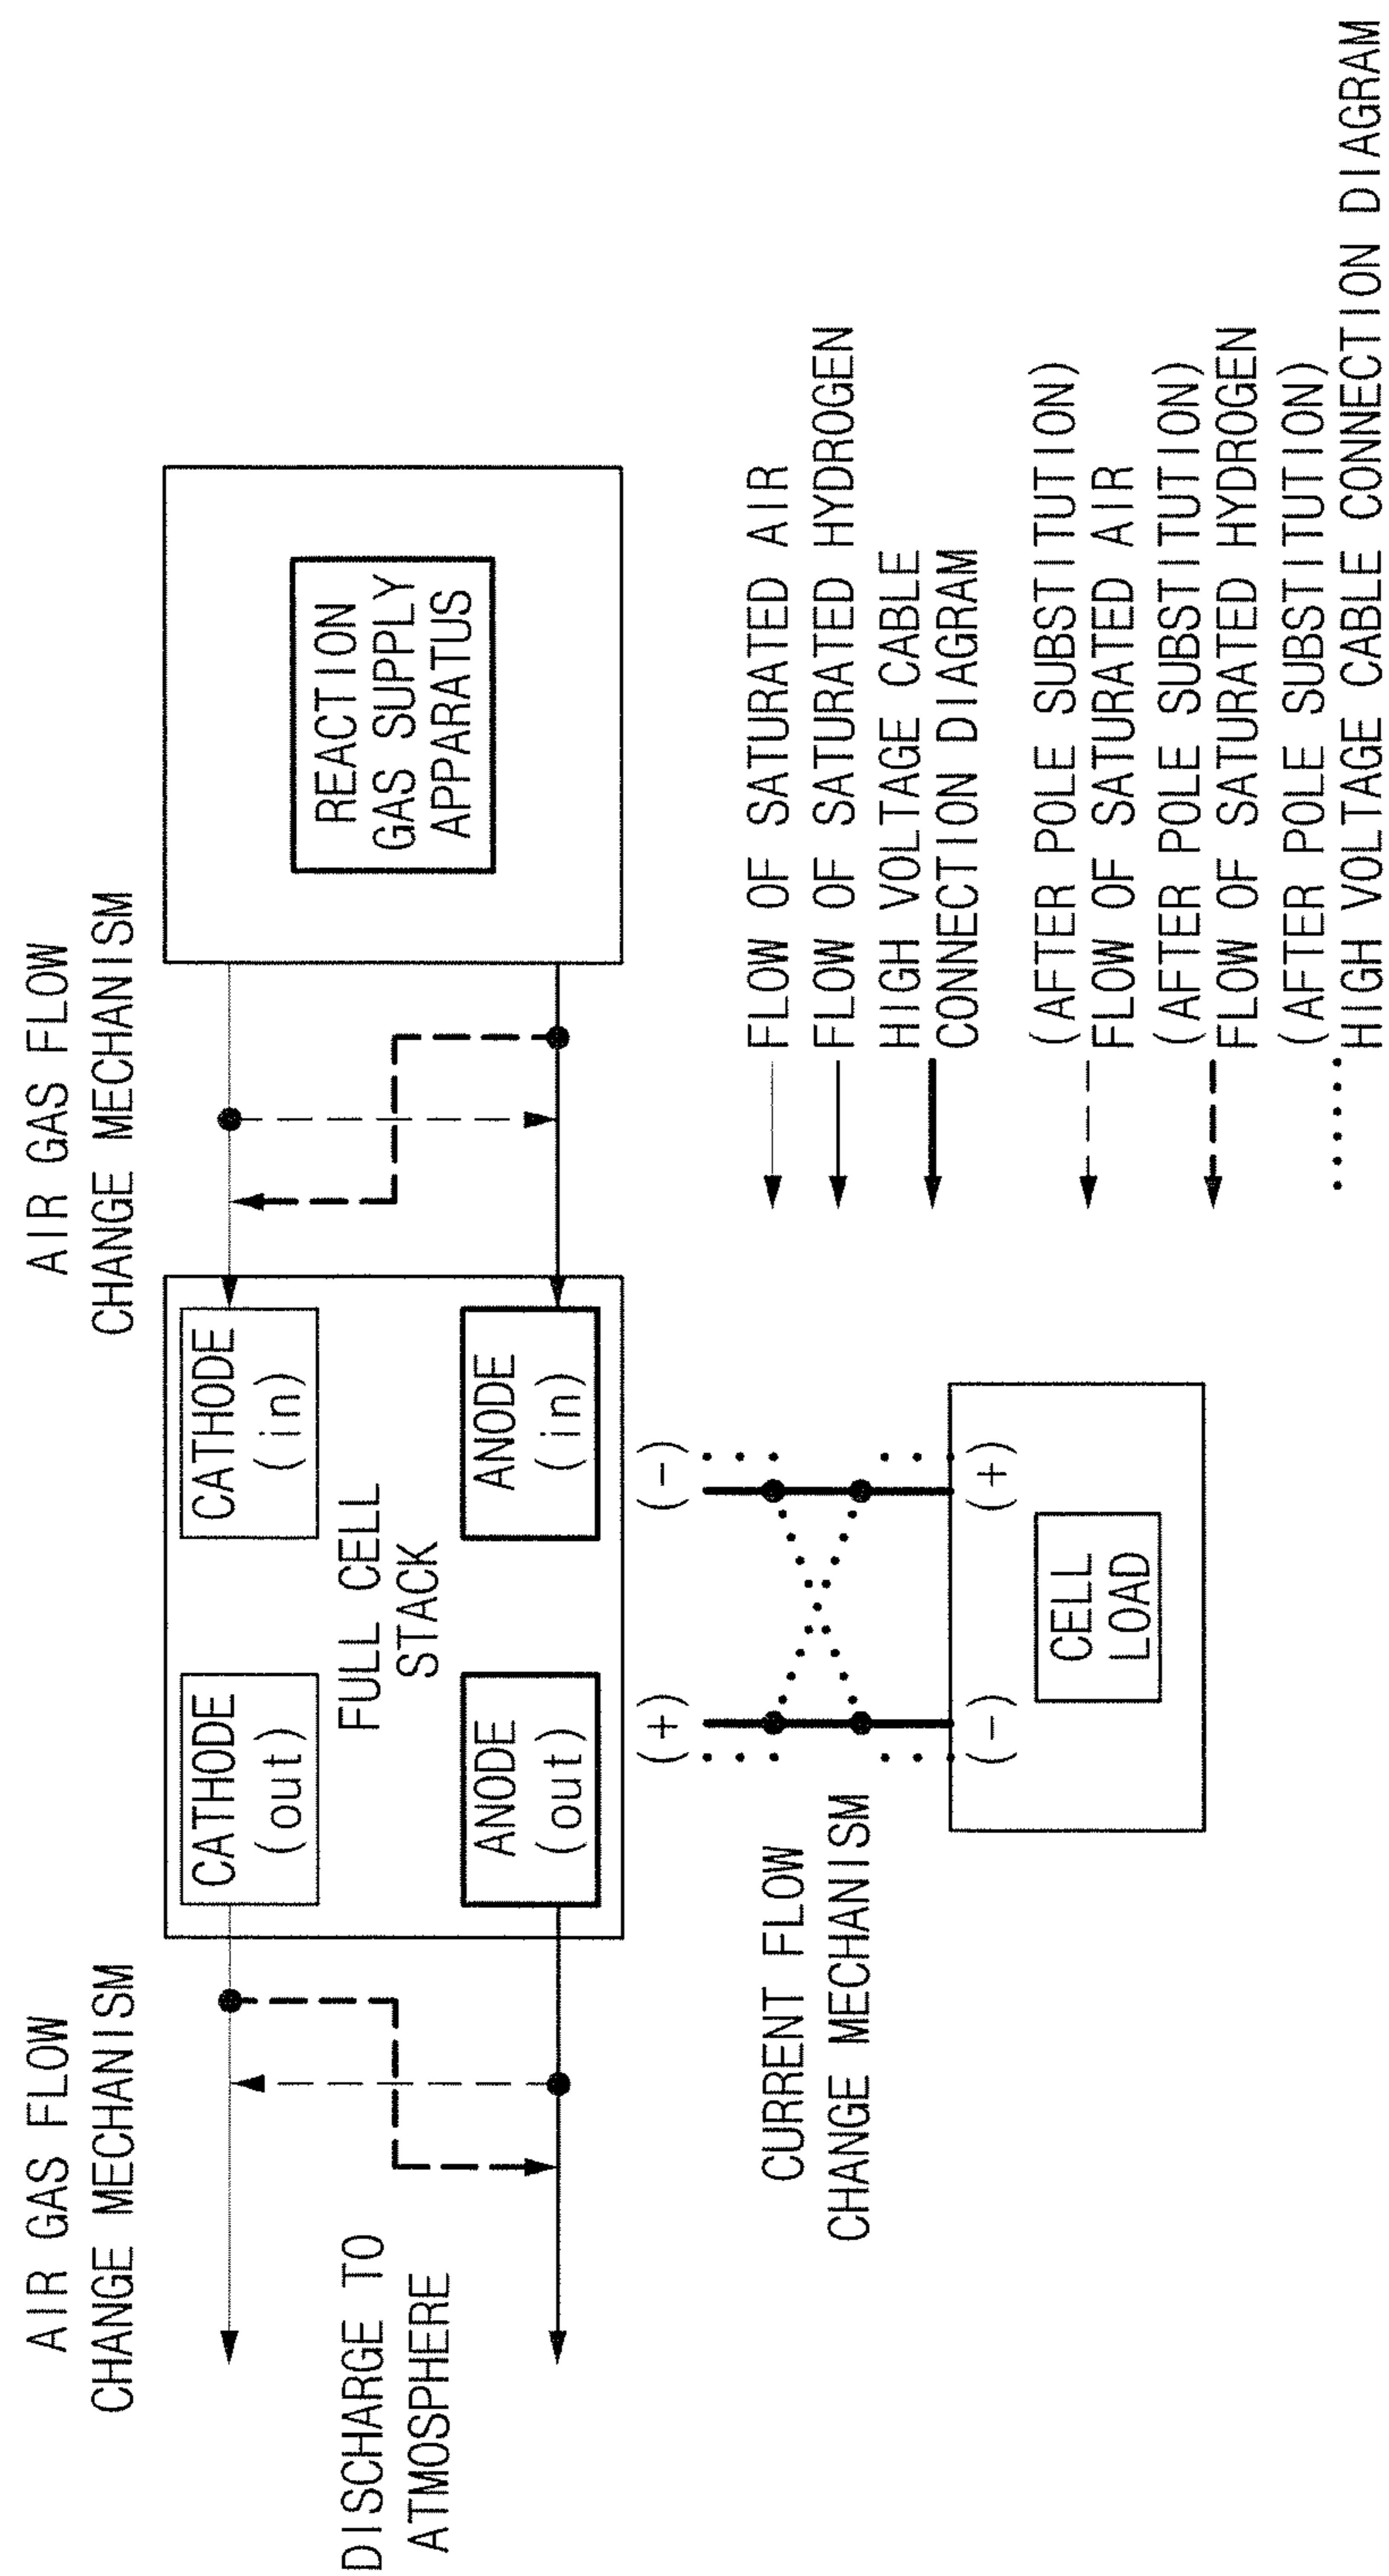 AIR GAS FLOW
CHANGE MECHANISM
AIR GAS FLOW
CHANGE MECHANISM
CATHODE
(out)
CATHODE
(in)
FULL CELL
STACK
ANODE
(out)
ANODE
(in)
REACTION
GAS SUPPLY
APPARATUS
DISCHARGE TO
ATMOSPHERE
(+)
(-)
CURRENT FLOW
CHANGE MECHANISM
(-)
(+)
CELL
LOAD
FLOW OF SATURATED AIR
FLOW OF SATURATED HYDROGEN
HIGH VOLTAGE CABLE
CONNECTION DIAGRAM
(AFTER POLE SUBSTITUTION)
FLOW OF SATURATED AIR
(AFTER POLE SUBSTITUTION)
FLOW OF SATURATED HYDROGEN
(AFTER POLE SUBSTITUTION)
HIGH VOLTAGE CABLE CONNECTION DIAGRAM